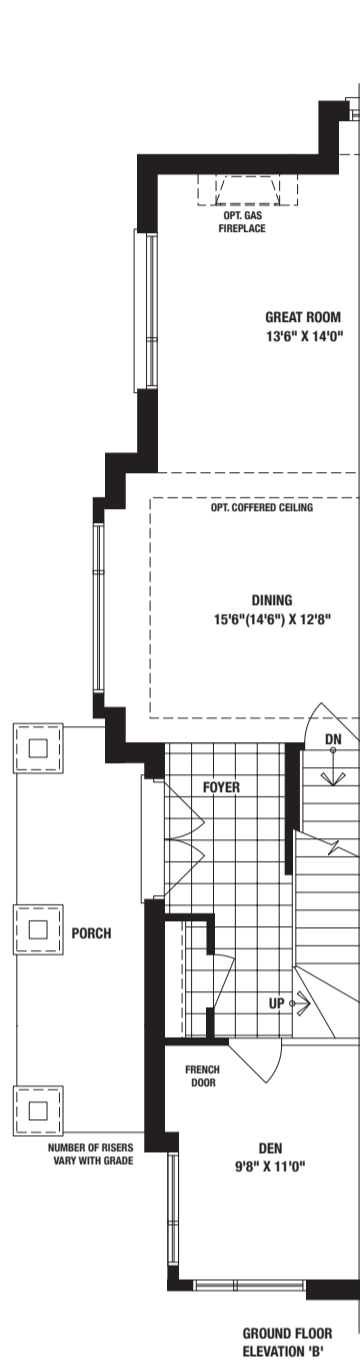 OPT. GAS
FIREPLACE
GREAT ROOM
13'6" X 14'0"
OPT. COFFERED CEILING
DINING
15'6"(14'6") X 12'8"
DN
FOYER
PORCH
UP
FRENCH
DOOR
NUMBER OF RISERS
VARY WITH GRADE
DEN
9'8" X 11'0"
GROUND FLOOR
ELEVATION 'B'